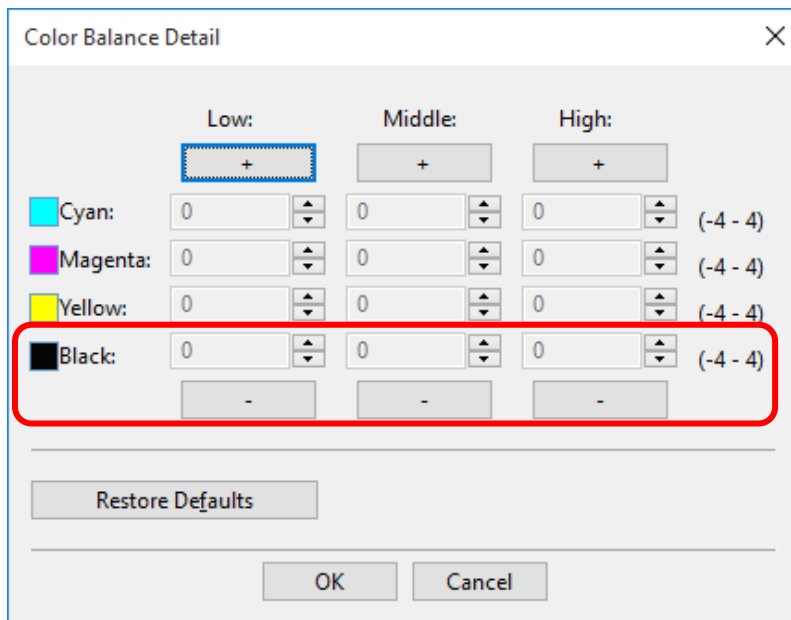 Color Balance Detail
Low: Middle: High:
+ + +
Cyan: 0 0 0 (-4 - 4)
Magenta: 0 0 0 (-4 - 4)
Yellow: 0 0 0 (-4 - 4)
Black: 0 0 0 (-4 - 4)
- - -
Restore Defaults
OK Cancel